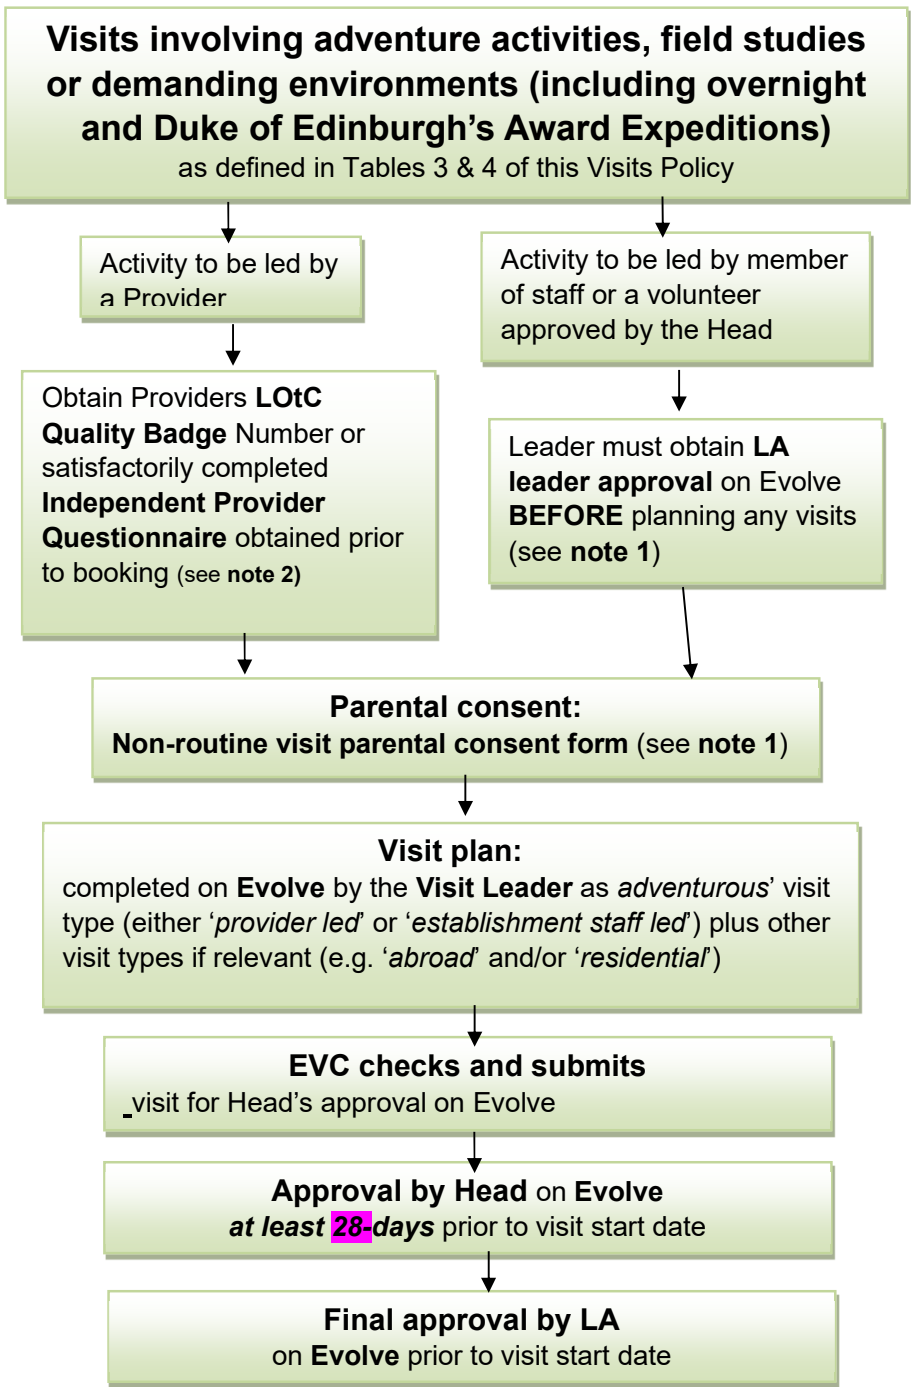 Visits involving adventure activities, field studies
or demanding environments (including overnight
and Duke of Edinburgh's Award Expeditions)
as defined in Tables 3 & 4 of this Visits Policy
Activity to be led by
a Provider
Activity to be led by member
of staff or a volunteer
approved by the Head
Obtain Providers LOtC
Quality Badge Number or
satisfactorily completed
Independent Provider
Questionnaire obtained prior
to booking (see note 2)
Leader must obtain LA
leader approval on Evolve
BEFORE planning any visits
(see note 1)
Parental consent:
Non-routine visit parental consent form (see note 1)
Visit plan:
completed on Evolve by the Visit Leader as adventurous' visit
type (either 'provider led' or 'establishment staff led') plus other
visit types if relevant (e.g. 'abroad' and/or 'residential')
EVC checks and submits
visit for Head's approval on Evolve
Approval by Head on Evolve
at least 28-days prior to visit start date
Final approval by LA
on Evolve prior to visit start date